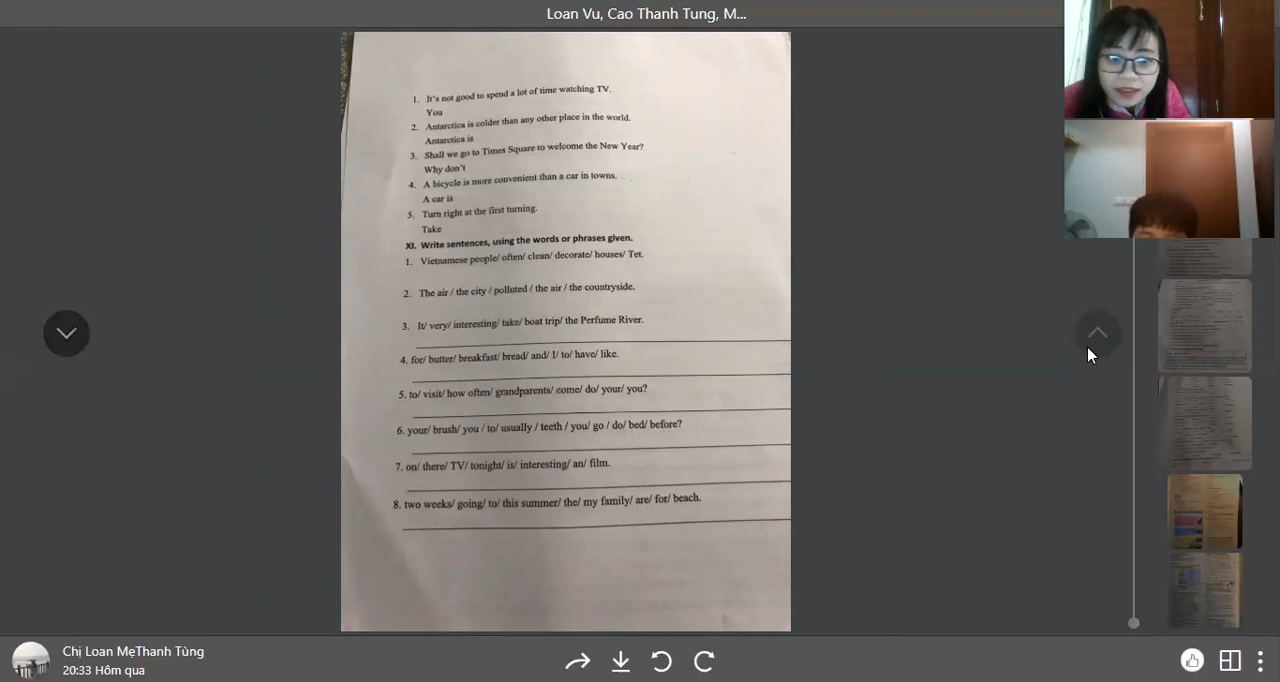 Loan Vu, Cao Thanh Tung, M...
1. It's not good to spend a lot of time watching TV.
You
2. Antarctica is colder than any other place in the world.
Antarctica is
3. Shall we go to Times Square to welcome the New Year?
Why don't
4. A bicycle is more convenient than a car in towns.
A car is
5. Turn right at the first turning.
Take
XI. Write sentences, using the words or phrases given.
1. Vietnamese people/ often/ clean/ decorate/ houses/ Tet.
2. The air / the city / polluted / the air / the countryside.
3. It/ very/ interesting/ take/ boat trip/ the Perfume River.
4. for/ butter/ breakfast/ bread/ and/ I/ to/ have/ like.
5. to/ visit/ how often/ grandparents/ come/ do/ your/ you?
6. your/ brush/ you / to/ usually / teeth / you/ go / do/ bed/ before?
7. on/ there/ TV/ tonight/ is/ interesting/ an/ film.
8. two weeks/ going/ to/ this summer/ the/ my family/ are/ for/ beach.
Chị Loan MẹThanh Tùng
20:33 Hôm qua